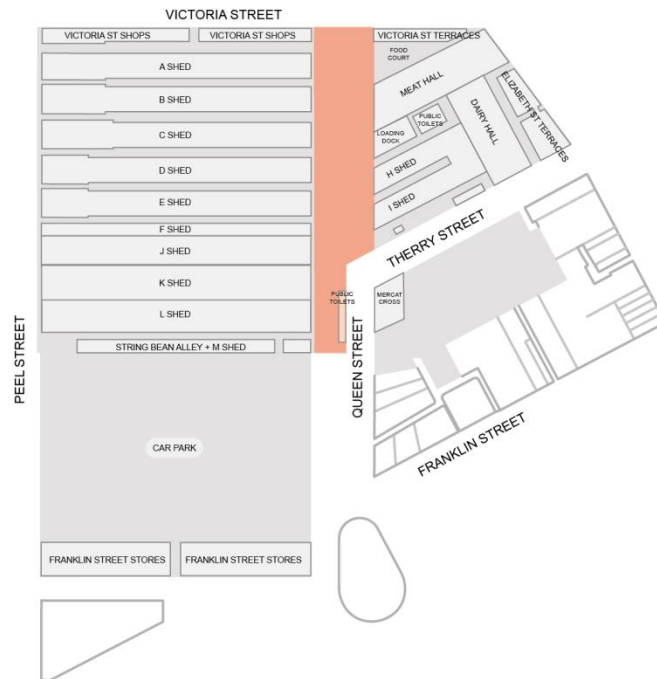 VICTORIA STREET
VICTORIA ST SHOPS
VICTORIA ST SHOPS
VICTORIA ST TERRACES
FOOD
COURT
A SHED
MEAT HALL
B SHED
ELIZABETH ST TERRACES
PUBLIC
TOILETS
DAIRY HALL
C SHED
LOADING
DOCK
D SHED
H SHED
E SHED
I SHED
F SHED
THERRY STREET
J SHED
K SHED
PUBLIC
TOILETS
MERCAT
CROSS
L SHED
PEEL STREET
QUEEN STREET
STRING BEAN ALLEY + M SHED
FRANKLIN STREET
CAR PARK
FRANKLIN STREET STORES
FRANKLIN STREET STORES